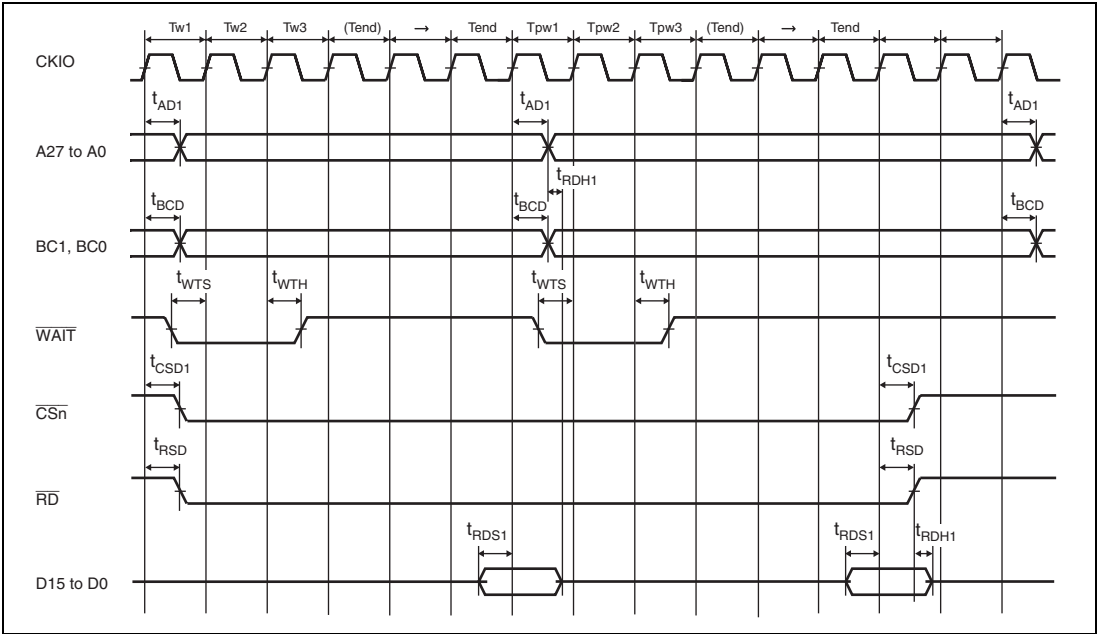 Tw1 Tw2 Tw3 (Tend) → Tend Tpw1 Tpw2 Tpw3 (Tend) → Tend
CKIO
tAD1 tAD1 tAD1
A27 to A0
tRDH1
tBCD tBCD tBCD
BC1, BC0
tWTS tWTH tWTS tWTH
WAIT
tCSD1 tCSD1
CSn
tRSD tRSD
RD
tRDS1 tRDS1 tRDH1
D15 to D0